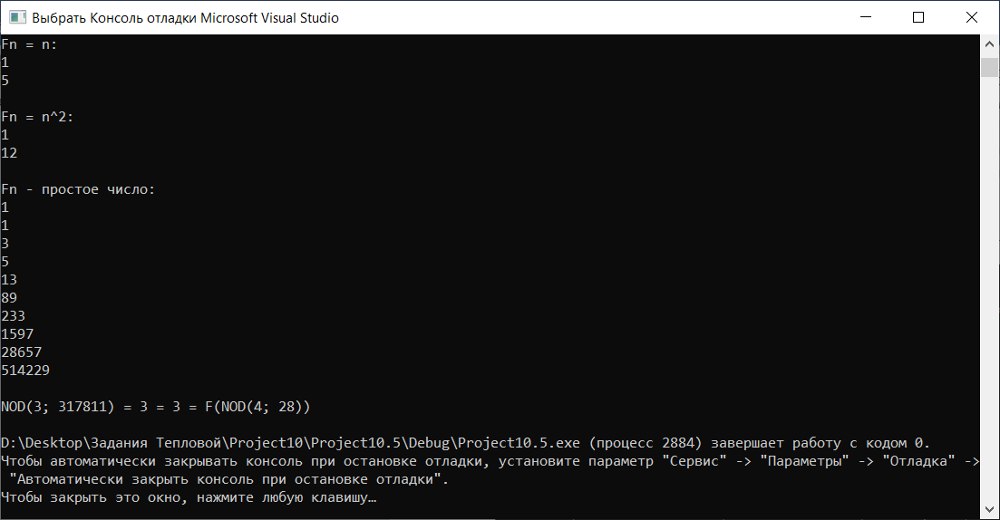 Выбрать Консоль отладки Microsoft Visual Studio
Fn = n:
1
5
Fn = n^2:
1
12
Fn - простое число:
1
1
3
5
13
89
233
1597
28657
514229
NOD(3; 317811) = 3 = 3 = F(NOD(4; 28))
D:\Desktop\Задания Тепловой\Project10\Project10.5\Debug\Project10.5.exe (процесс 2884) завершает работу с кодом 0.
Чтобы автоматически закрывать консоль при остановке отладки, установите параметр "Сервис" -> "Параметры" -> "Отладка" ->
"Автоматически закрыть консоль при остановке отладки".
Чтобы закрыть это окно, нажмите любую клавишу…